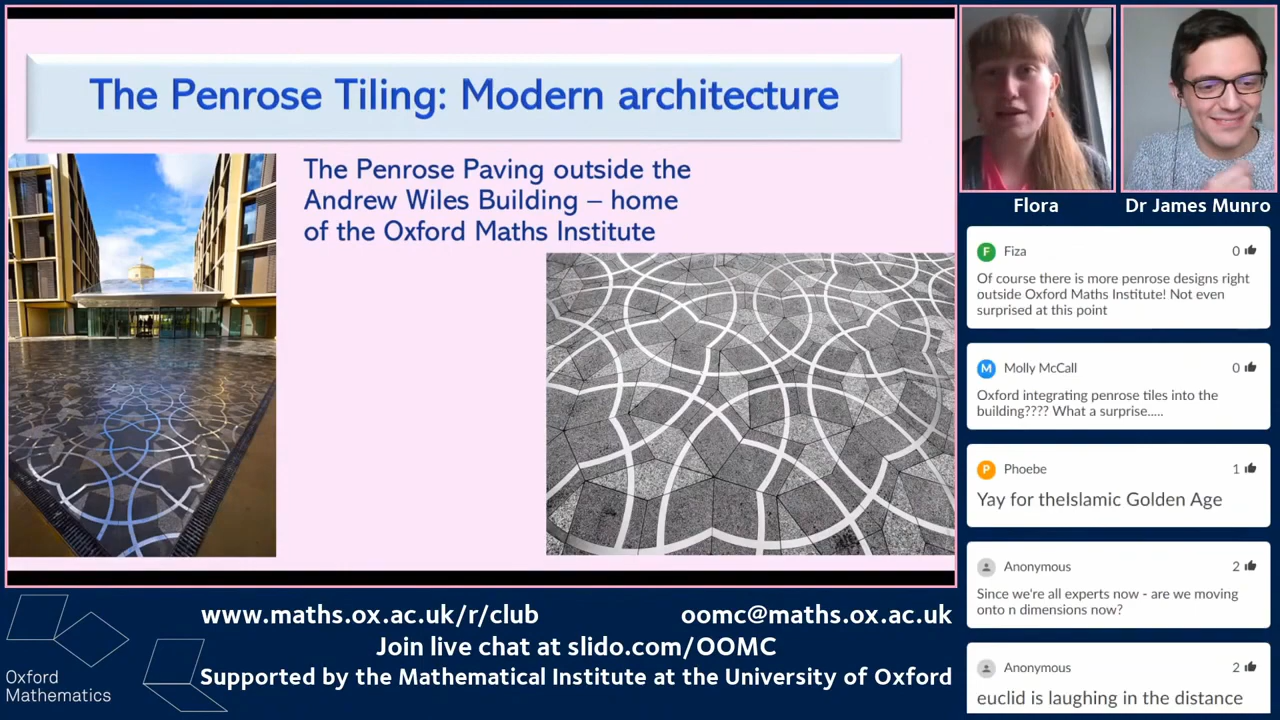 The Penrose Tiling: Modern architecture
The Penrose Paving outside the
Andrew Wiles Building – home
of the Oxford Maths Institute
Flora
Dr James Munro
F
Fiza
0
Of course there is more penrose designs right
outside Oxford Maths Institute! Not even
surprised at this point
M
Molly McCall
0
Oxford integrating penrose tiles into the
building???? What a surprise.....
P
Phoebe
1
Yay for theIslamic Golden Age
Anonymous
2
Since we're all experts now - are we moving
onto n dimensions now?
Anonymous
2
euclid is laughing in the distance
www.maths.ox.ac.uk/r/club
oomc@maths.ox.ac.uk
Join live chat at slido.com/OOMC
Supported by the Mathematical Institute at the University of Oxford
Oxford
Mathematics